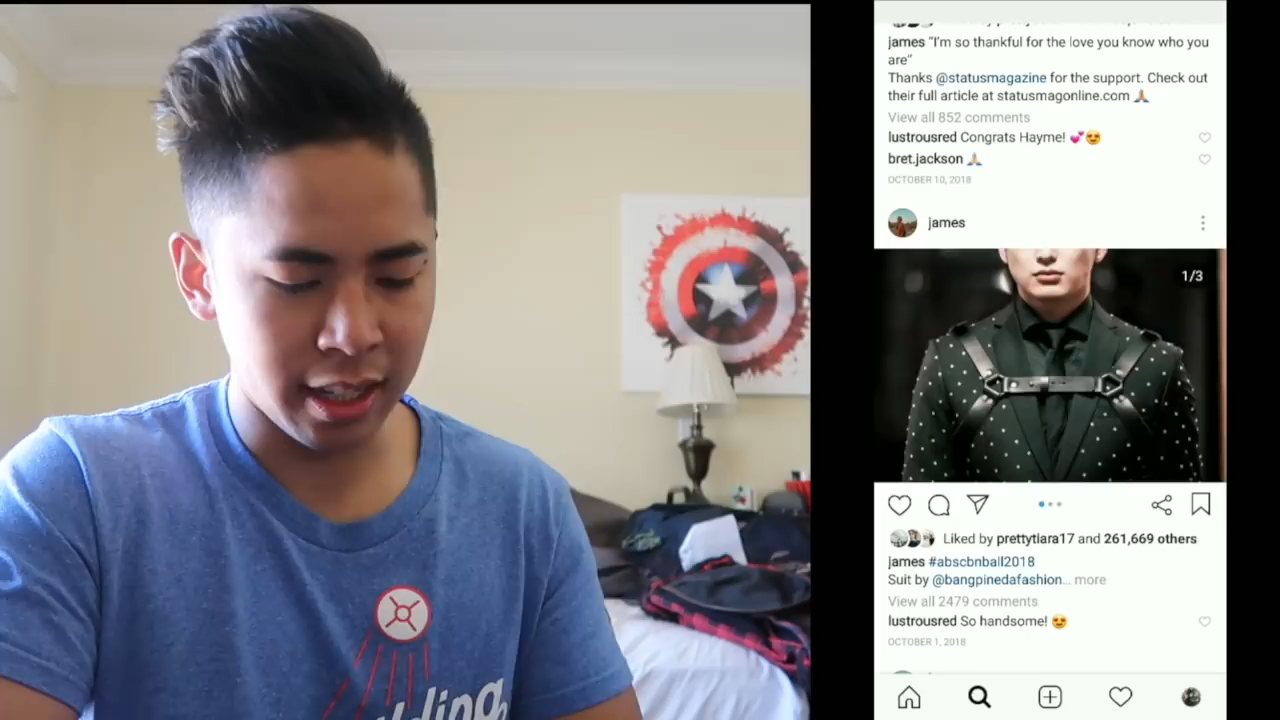 james "I'm so thankful for the love you know who you
are"
Thanks @statusmagazine for the support. Check out
their full article at statusmagonline.com 🙏🏼
View all 852 comments
lustrousred Congrats Hayme! 💕😍
bret.jackson 🙏🏼
OCTOBER 10, 2018
james
1/3
Liked by prettytiara17 and 261,669 others
james #abscbnball2018
Suit by @bangpinedafashion... more
View all 2479 comments
lustrousred So handsome! 😍
OCTOBER 1, 2018